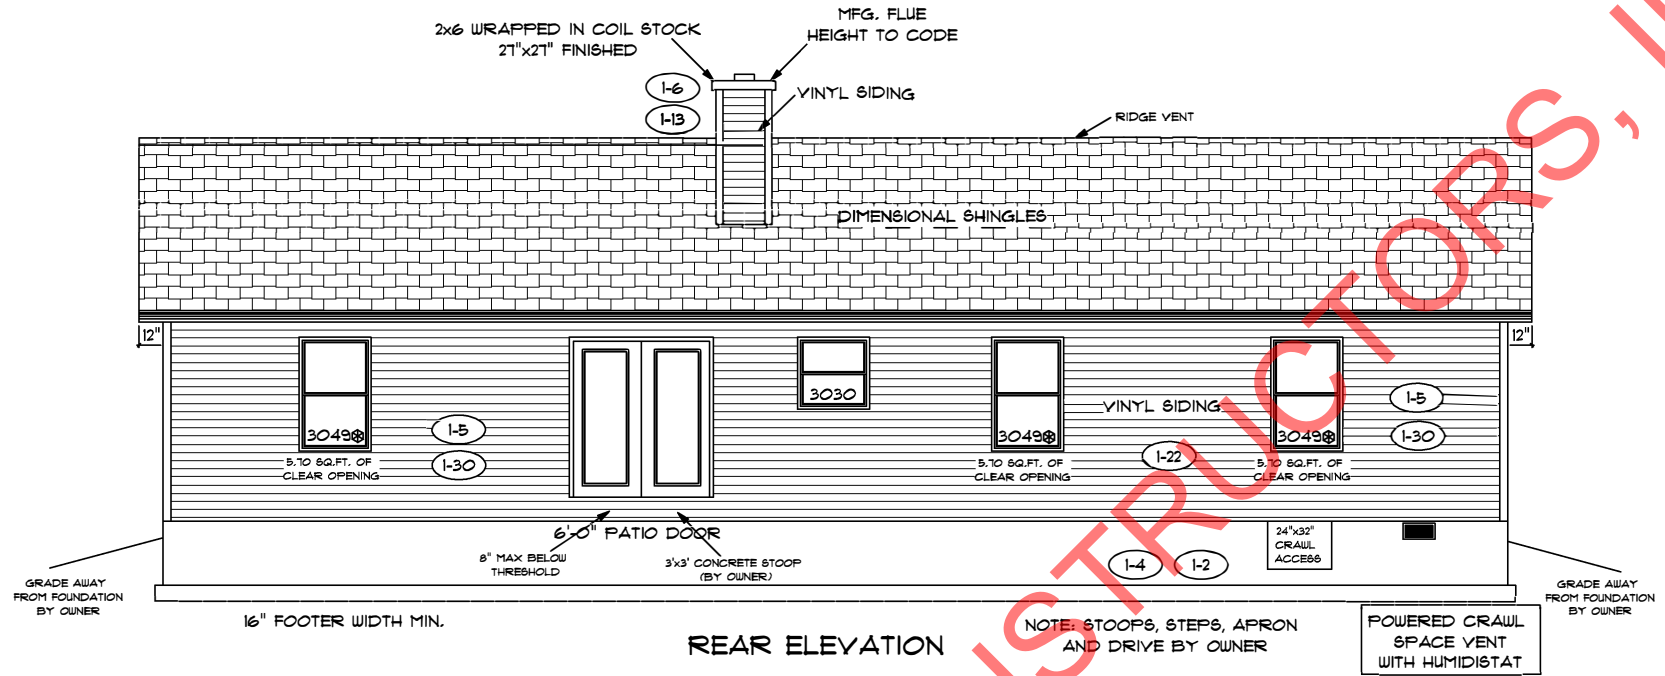 2x6 WRAPPED IN COIL STOCK
27"x27" FINISHED
MFG. FLUE
HEIGHT TO CODE
1-6
1-13
VINYL SIDING
RIDGE VENT
DIMENSIONAL SHINGLES
12"
12"
3049
5.70 SQ.FT. OF
CLEAR OPENING
1-5
1-30
3030
3049
5.70 SQ.FT. OF
CLEAR OPENING
VINYL SIDING
1-22
3049
5.70 SQ.FT. OF
CLEAR OPENING
1-5
1-30
6'-0" PATIO DOOR
8" MAX BELOW
THRESHOLD
3'x3' CONCRETE STOOP
(BY OWNER)
24"x32"
CRAWL
ACCESS
1-4
1-2
GRADE AWAY
FROM FOUNDATION
BY OWNER
GRADE AWAY
FROM FOUNDATION
BY OWNER
16" FOOTER WIDTH MIN.
REAR ELEVATION
NOTE: STOOPS, STEPS, APRON
AND DRIVE BY OWNER
POWERED CRAWL
SPACE VENT
WITH HUMIDISTAT